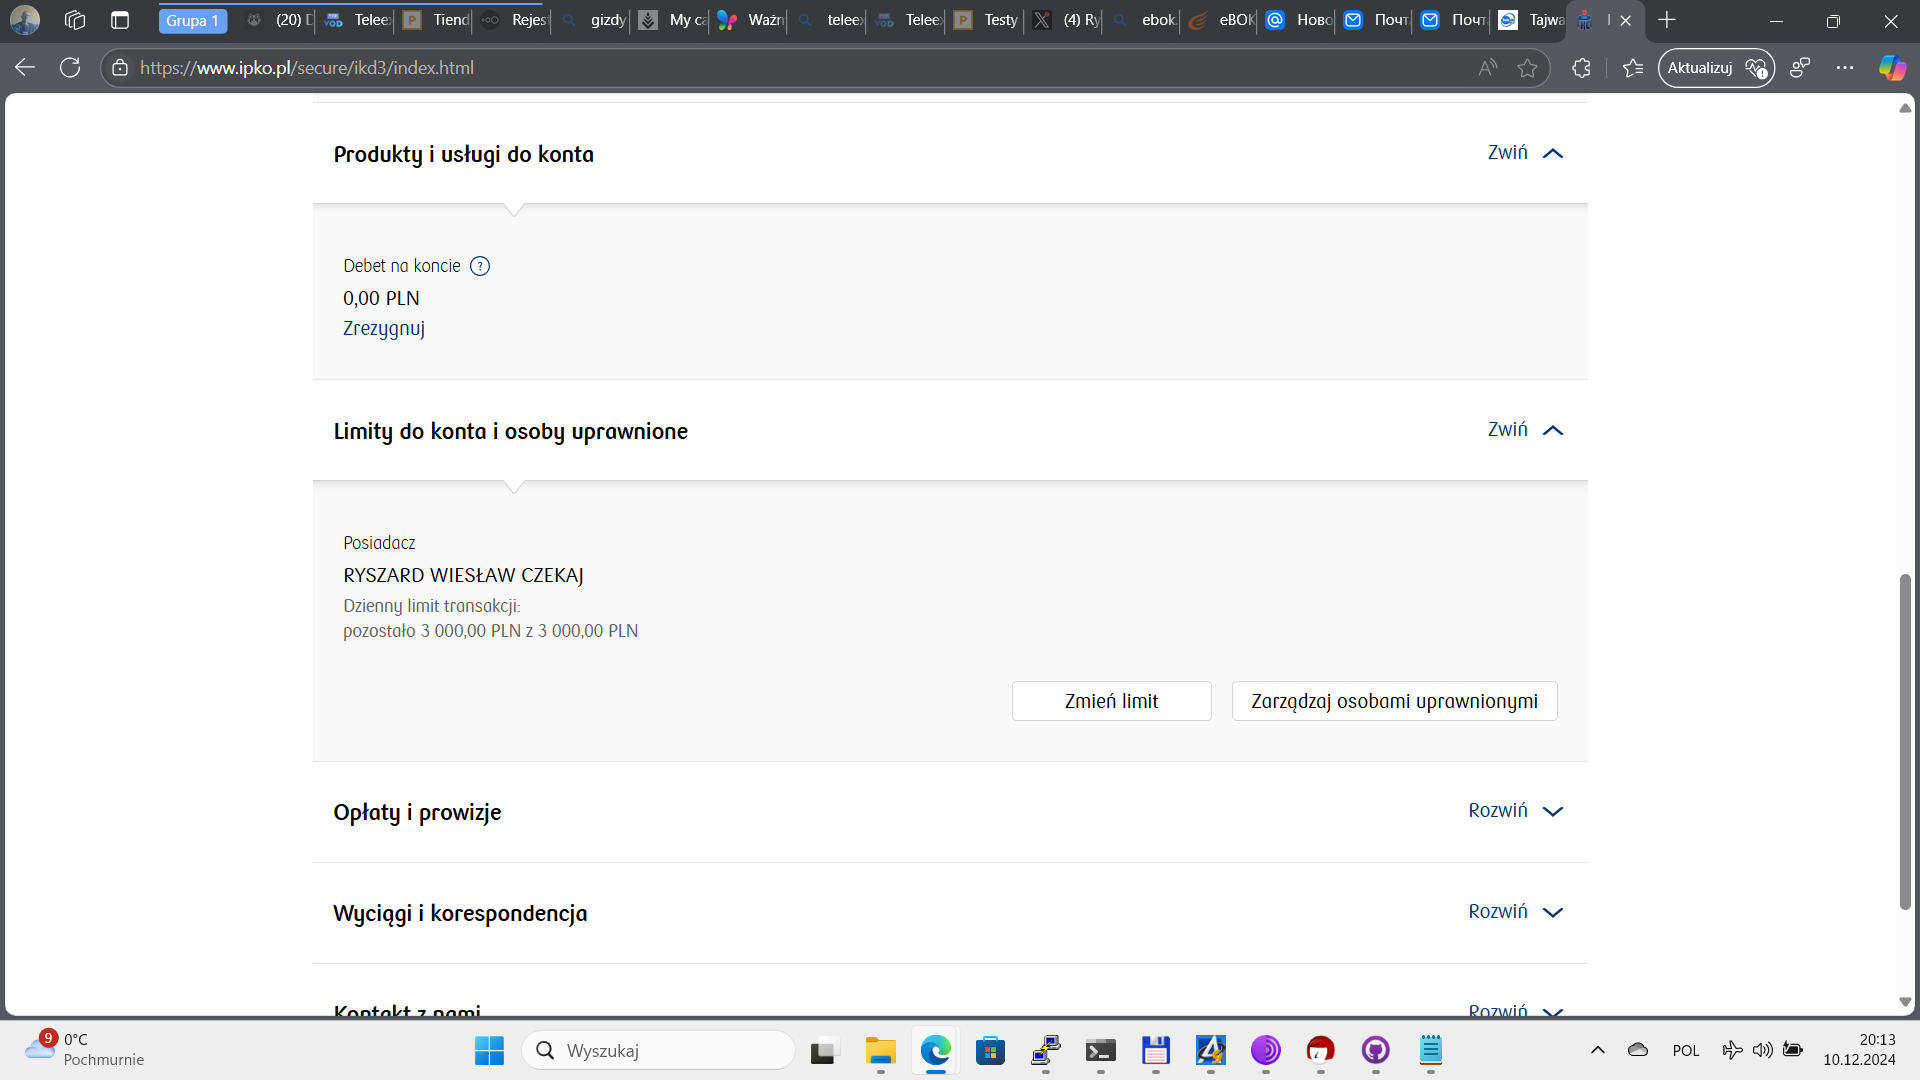 Grupa 1
(20) D
Teleex
Tiend
Rejest
gizdy
My ca
Ważn
teleex
Teleex
Testy
(4) Ry
ebok.
eBOK
Ново
Почт
Почт
Tajwa
https://www.ipko.pl/secure/ikd3/index.html
Aktualizuj
Produkty i usługi do konta
Zwiń
Debet na koncie ?
0,00 PLN
Zrezygnuj
Limity do konta i osoby uprawnione
Zwiń
Posiadacz
RYSZARD WIESŁAW CZEKAJ
Dzienny limit transakcji:
pozostało 3 000,00 PLN z 3 000,00 PLN
Zmień limit
Zarządzaj osobami uprawnionymi
Opłaty i prowizje
Rozwiń
Wyciągi i korespondencja
Rozwiń
Kontakt z nami
Rozwiń
9
0°C
Pochmurnie
Wyszukaj
POL
20:13
10.12.2024